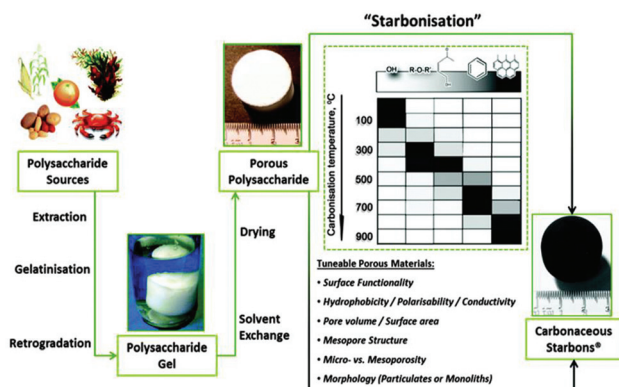 “Starbonisation”
OH
R-O-R'
Carbonisation temperature, ºC
100
300
500
700
900
Polysaccharide
Sources
Porous
Polysaccharide
Extraction
Drying
Gelatinisation
Solvent
Exchange
Retrogradation
Polysaccharide
Gel
Tuneable Porous Materials:
• Surface Functionality
• Hydrophobicity / Polarisability / Conductivity
• Pore volume / Surface area
• Mesopore Structure
• Micro- vs. Mesoporosity
• Morphology (Particulates or Monoliths)
Carbonaceous
Starbons®